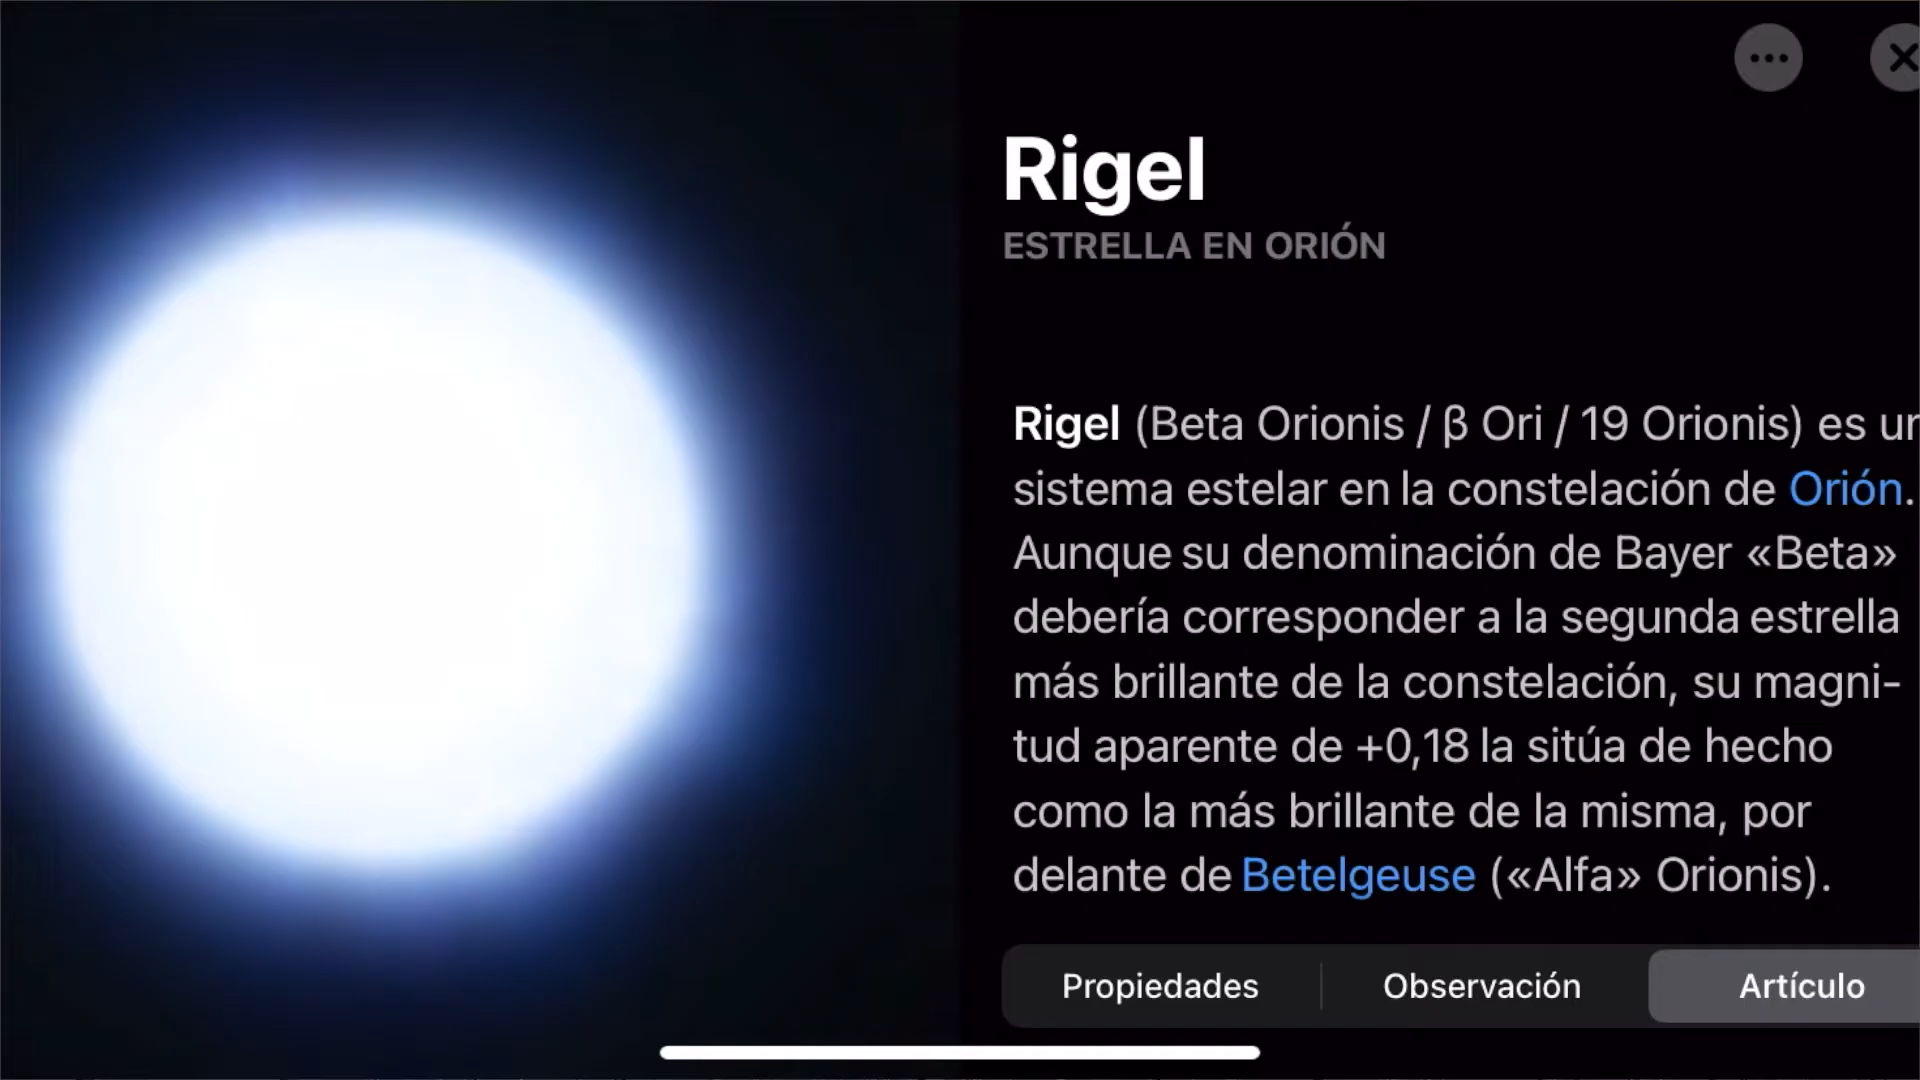 Rigel
ESTRELLA EN ORIÓN
Rigel (Beta Orionis / β Ori / 19 Orionis) es
sistema estelar en la constelación de Orión.
Aunque su denominación de Bayer «Beta»
debería corresponder a la segunda estrella
más brillante de la constelación, su magni-
tud aparente de +0,18 la sitúa de hecho
como la más brillante de la misma, por
delante de Betelgeuse («Alfa» Orionis).
Propiedades
Observación
Artículo